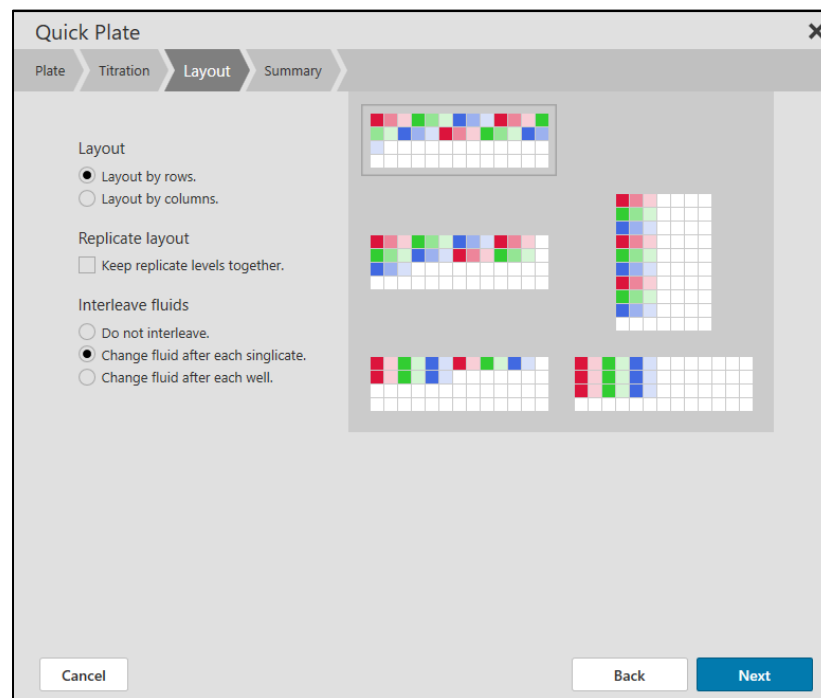 Quick Plate
Plate
Titration
Layout
Summary
Layout
Layout by rows.
Layout by columns.
Replicate layout
Keep replicate levels together.
Interleave fluids
Do not interleave.
Change fluid after each singlicate.
Change fluid after each well.
Cancel
Back
Next